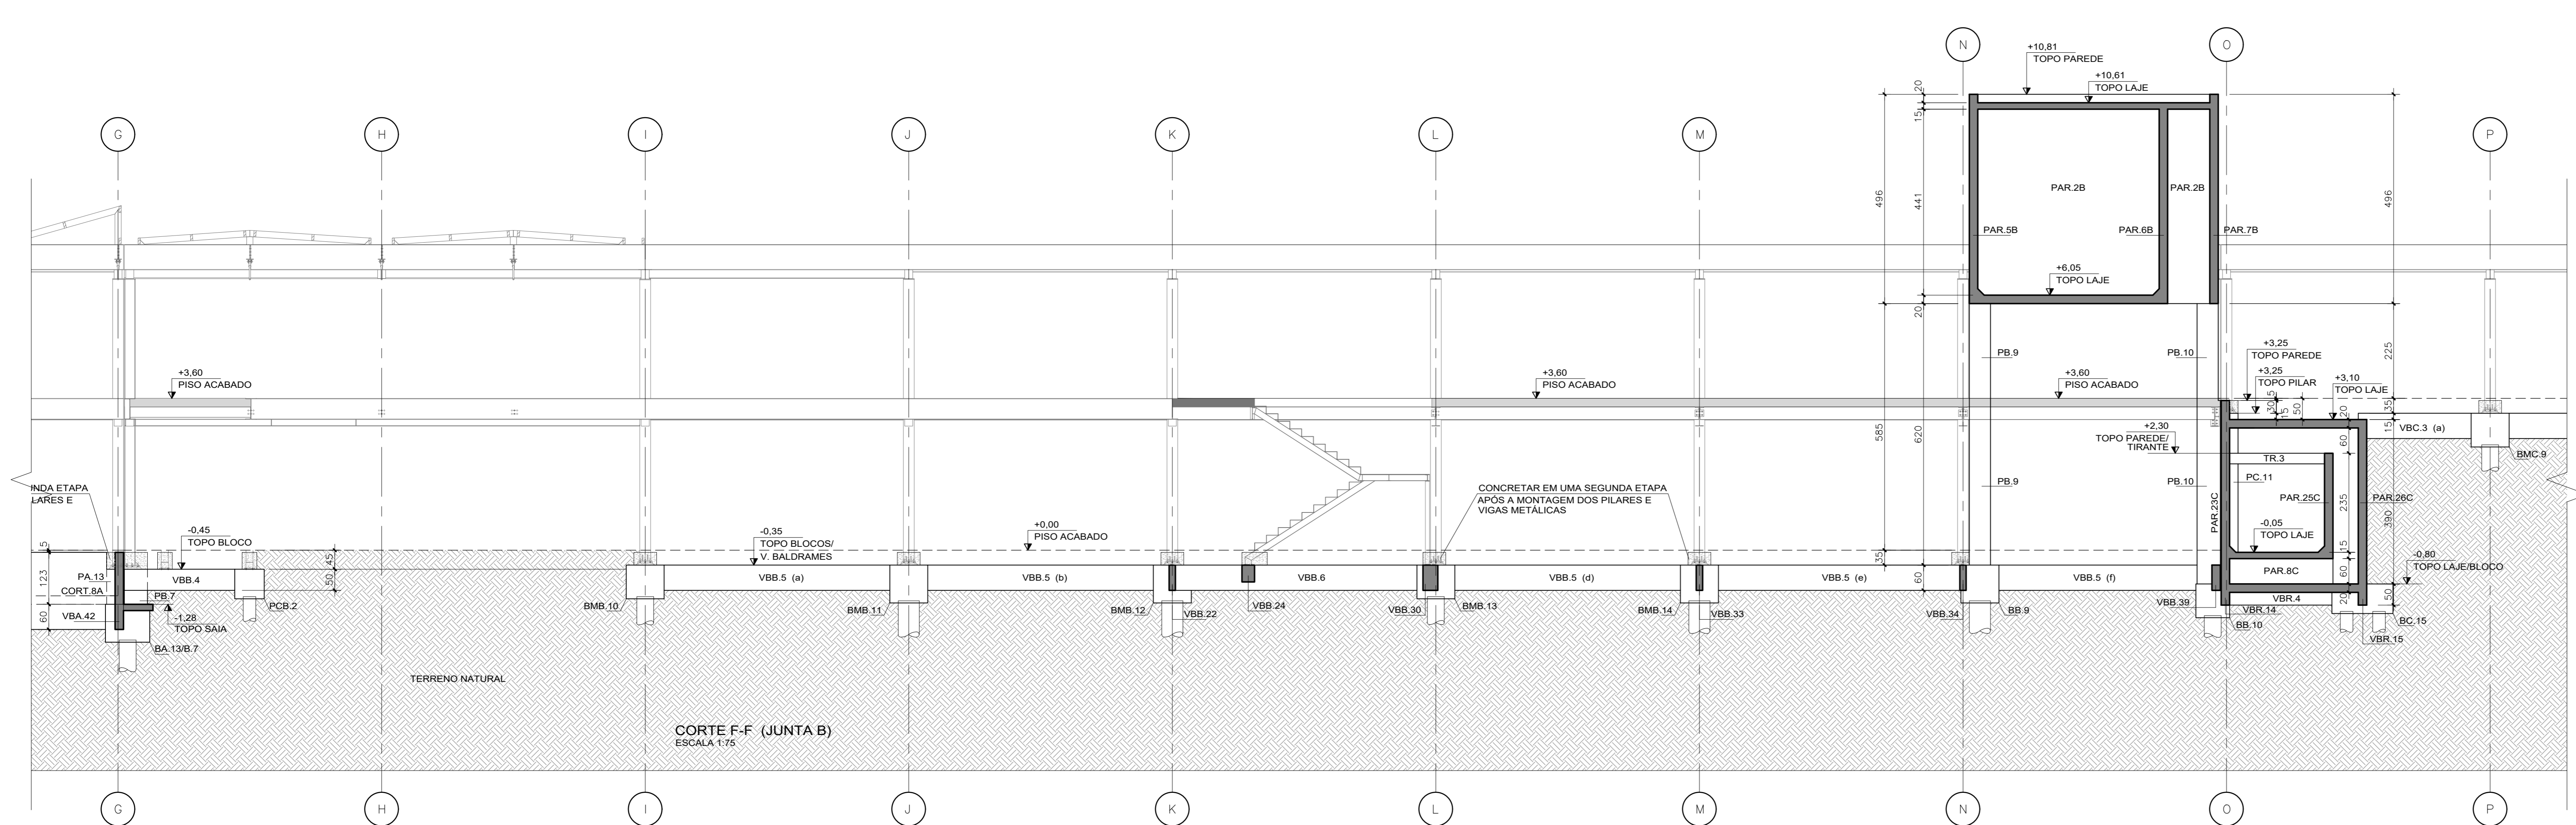 N
O
+10,81
TOPO PAREDE
+10,61
TOPO LAJE
G
H
I
J
K
L
M
P
20
15
496
441
496
PAR.2B
PAR.2B
PAR.5B
PAR.6B
PAR.7B
+6,05
TOPO LAJE
20
585
620
225
PB.9
PB.10
+3,60
PISO ACABADO
+3,60
PISO ACABADO
+3,60
PISO ACABADO
+3,25
TOPO PAREDE
+3,25
TOPO PILAR
+3,10
TOPO LAJE
30
5
15
50
20
35
15
VBC.3 (a)
BMC.9
+2,30
TOPO PAREDE/
TIRANTE
60
TR.3
PC.11
PB.9
PB.10
PAR.23C
PAR.25C
PAR.26C
235
390
INDA ETAPA
LARES E
CONCRETAR EM UMA SEGUNDA ETAPA
APÓS A MONTAGEM DOS PILARES E
VIGAS METÁLICAS
-0,45
TOPO BLOCO
-0,35
TOPO BLOCOS/
V. BALDRAMES
+0,00
PISO ACABADO
-0,05
TOPO LAJE
15
5
123
60
45
50
35
60
60
20
50
-0,80
TOPO LAJE/BLOCO
PA.13
CORT.8A
VBA.42
VBB.4
PB.7
PCB.2
-1,28
TOPO SAIA
BA.13/B.7
BMB.10
VBB.5 (a)
BMB.11
VBB.5 (b)
BMB.12
VBB.22
VBB.24
VBB.6
VBB.30
BMB.13
VBB.5 (d)
BMB.14
VBB.33
VBB.5 (e)
VBB.34
BB.9
VBB.5 (f)
VBB.39
PAR.8C
VBR.4
VBR.14
BB.10
VBR.15
BC.15
TERRENO NATURAL
CORTE F-F (JUNTA B)
ESCALA 1:75
G
H
I
J
K
L
M
N
O
P